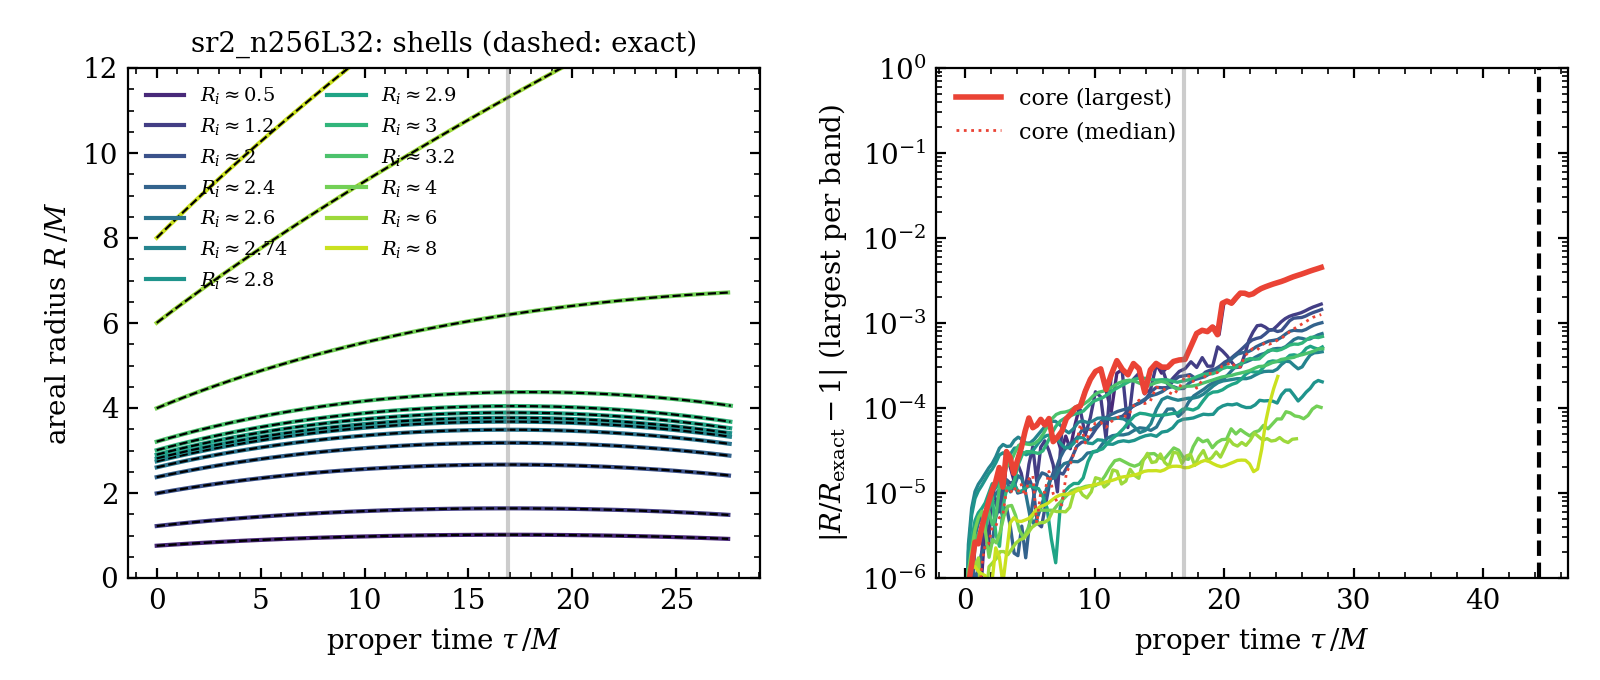 sr2_n256L32: shells (dashed: exact)
areal radius R /M
12
10
8
6
4
2
0
R_i ≈ 0.5
R_i ≈ 1.2
R_i ≈ 2
R_i ≈ 2.4
R_i ≈ 2.6
R_i ≈ 2.74
R_i ≈ 2.8
R_i ≈ 2.9
R_i ≈ 3
R_i ≈ 3.2
R_i ≈ 4
R_i ≈ 6
R_i ≈ 8
0 5 10 15 20 25
proper time τ /M
|R/R_exact − 1| (largest per band)
10^0
10^−1
10^−2
10^−3
10^−4
10^−5
10^−6
core (largest)
core (median)
0 10 20 30 40
proper time τ /M